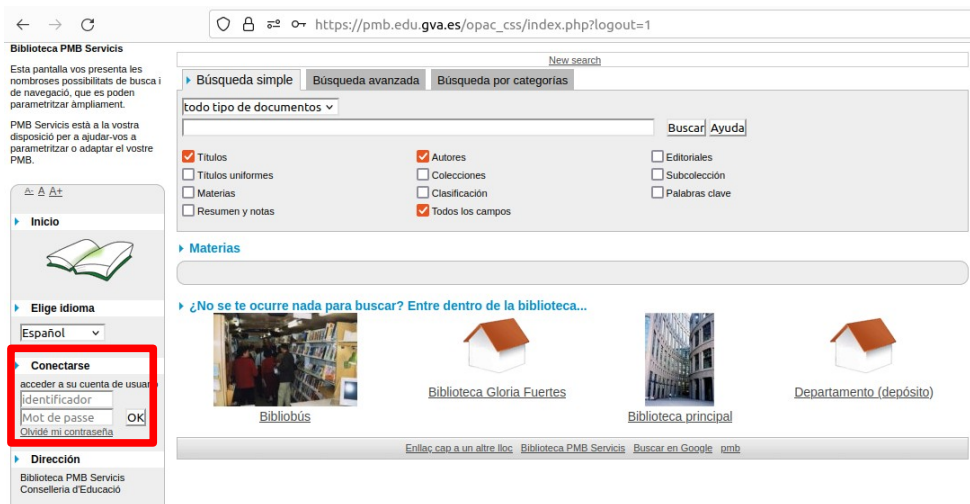 https://pmb.edu.gva.es/opac_css/index.php?logout=1
Biblioteca PMB Servicis
Esta pantalla vos presenta les
nombroses possibilitats de busca i
de navegació, que es poden
parametritzar àmpliament.
PMB Servicis està a la vostra
disposició per a ajudar-vos a
parametritzar o adaptar el vostre
PMB.
A- A A+
Inicio
Elige idioma
Español
Conectarse
acceder a su cuenta de usuario
identificador
Mot de passe OK
Olvidé mi contraseña
Dirección
Biblioteca PMB Servicis
Conselleria d'Educació
New search
Búsqueda simple Búsqueda avanzada Búsqueda por categorías
todo tipo de documentos
Buscar Ayuda
Títulos Autores Editoriales
Títulos uniformes Colecciones Subcolección
Materias Clasificación Palabras clave
Resumen y notas Todos los campos
Materias
¿No se te ocurre nada para buscar? Entre dentro de la biblioteca...
Bibliobús Biblioteca Gloria Fuertes Biblioteca principal Departamento (depósito)
Enllaç cap a un altre lloc Biblioteca PMB Servicis Buscar en Google pmb